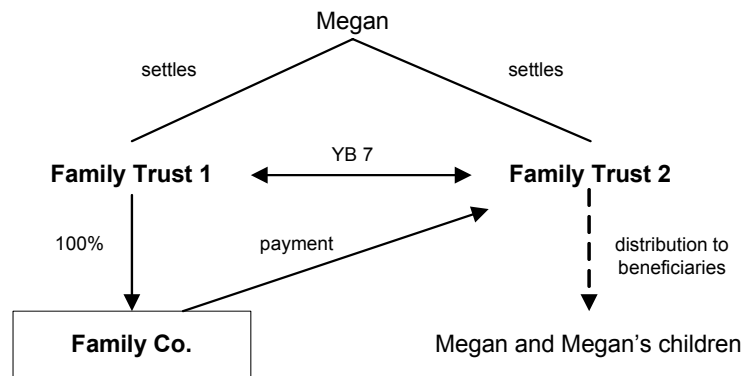 Megan
settles
settles
Family Trust 1
YB 7
Family Trust 2
100%
payment
distribution to
beneficiaries
Family Co.
Megan and Megan's children